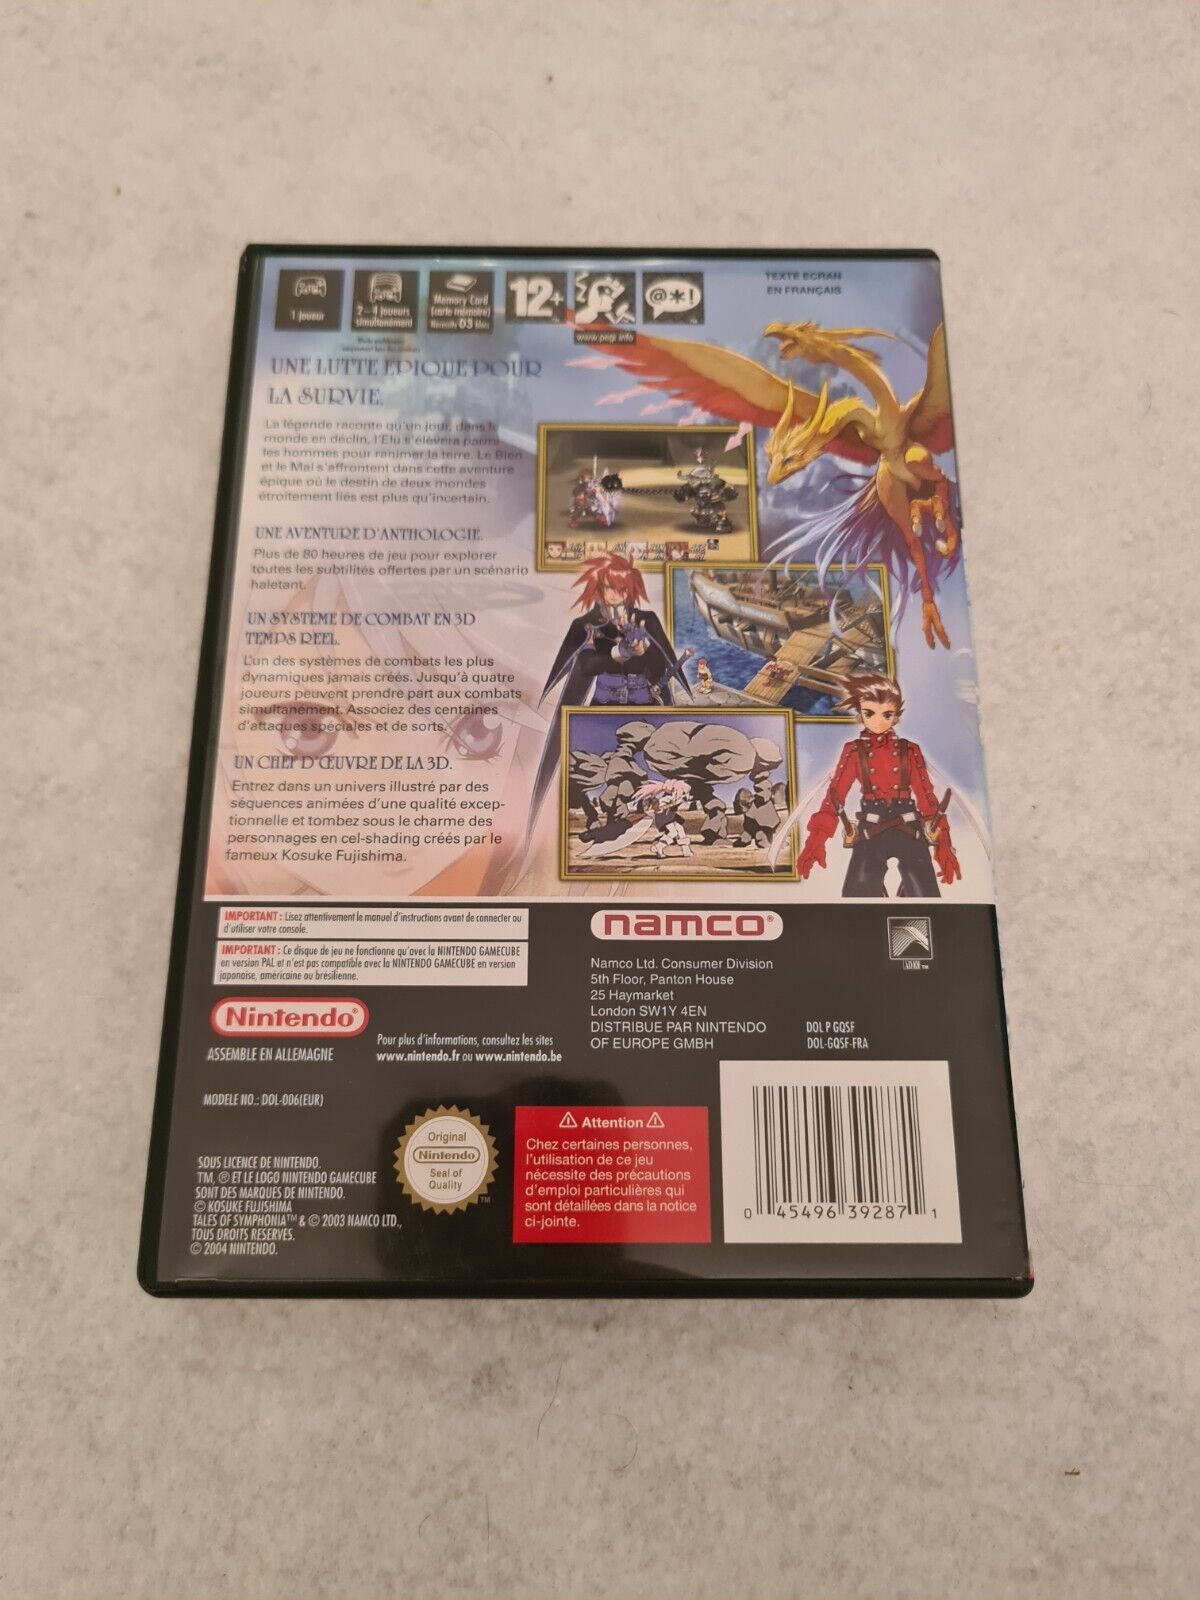 1 joueur
2 – 4 joueurs
simultanément
Memory Card
(carte mémoire)
Nécessite 03 blocs
12+
www.pegi.info
@*!
TEXTE ECRAN
EN FRANÇAIS
UNE LUTTE EPIQUE POUR
LA SURVIE.
La légende raconte qu'un jour, dans le
monde en déclin, l'Elu s'élèvera parmi
les hommes pour ranimer la terre. Le Bien
et le Mal s'affrontent dans cette aventure
épique où le destin de deux mondes
étroitement liés est plus qu'incertain.
UNE AVENTURE D'ANTHOLOGIE.
Plus de 80 heures de jeu pour explorer
toutes les subtilités offertes par un scénario
haletant.
UN SYSTEME DE COMBAT EN 3D
TEMPS REEL.
L'un des systèmes de combats les plus
dynamiques jamais créés. Jusqu'à quatre
joueurs peuvent prendre part aux combats
simultanément. Associez des centaines
d'attaques spéciales et de sorts.
UN CHEF D'ŒUVRE DE LA 3D.
Entrez dans un univers illustré par des
séquences animées d'une qualité excep-
tionnelle et tombez sous le charme des
personnages en cel-shading créés par le
fameux Kosuke Fujishima.
IMPORTANT : Lisez attentivement le manuel d'instructions avant de connecter ou
d'utiliser votre console.
IMPORTANT : Ce disque de jeu ne fonctionne qu'avec la NINTENDO GAMECUBE
en version PAL et n'est pas compatible avec la NINTENDO GAMECUBE en version
japonaise, américaine ou brésilienne.
Nintendo®
ASSEMBLE EN ALLEMAGNE
Pour plus d'informations, consultez les sites
www.nintendo.fr ou www.nintendo.be
MODELE NO.: DOL-006(EUR)
namco®
Namco Ltd. Consumer Division
5th Floor, Panton House
25 Haymarket
London SW1Y 4EN
DISTRIBUE PAR NINTENDO
OF EUROPE GMBH
DOL P GQSF
DOL-GQSF-FRA
SOUS LICENCE DE NINTENDO.
TM, ® ET LE LOGO NINTENDO GAMECUBE
SONT DES MARQUES DE NINTENDO.
© KOSUKE FUJISHIMA
TALES OF SYMPHONIA™ & © 2003 NAMCO LTD.,
TOUS DROITS RESERVES.
© 2004 NINTENDO.
Original
Nintendo
Seal of
Quality
TM
⚠ Attention ⚠
Chez certaines personnes,
l'utilisation de ce jeu
nécessite des précautions
d'emploi particulières qui
sont détaillées dans la notice
ci-jointe.
0 45496 39287 1